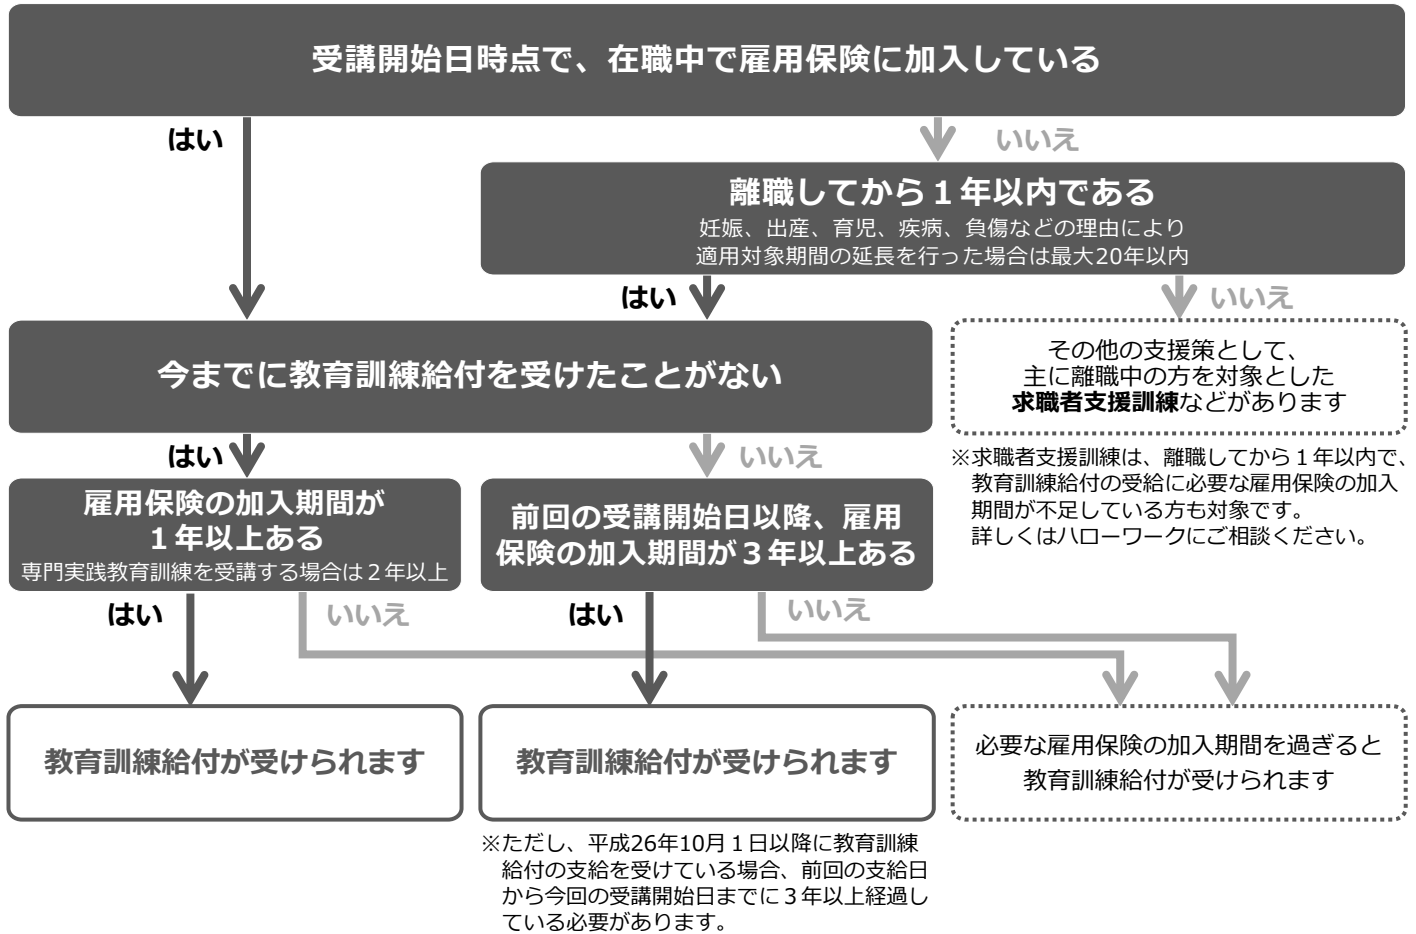 受講開始日時点で、在職中で雇用保険に加入している
はい
いいえ
離職してから１年以内である
妊娠、出産、育児、疾病、負傷などの理由により
適用対象期間の延長を行った場合は最大20年以内
はい
いいえ
今までに教育訓練給付を受けたことがない
その他の支援策として、
主に離職中の方を対象とした
求職者支援訓練などがあります
※求職者支援訓練は、離職してから１年以内で、
教育訓練給付の受給に必要な雇用保険の加入
期間が不足している方も対象です。
詳しくはハローワークにご相談ください。
はい
いいえ
雇用保険の加入期間が
１年以上ある
専門実践教育訓練を受講する場合は２年以上
前回の受講開始日以降、雇用
保険の加入期間が３年以上ある
はい
いいえ
はい
いいえ
教育訓練給付が受けられます
教育訓練給付が受けられます
必要な雇用保険の加入期間を過ぎると
教育訓練給付が受けられます
※ただし、平成26年10月１日以降に教育訓練
給付の支給を受けている場合、前回の支給日
から今回の受講開始日までに３年以上経過し
ている必要があります。